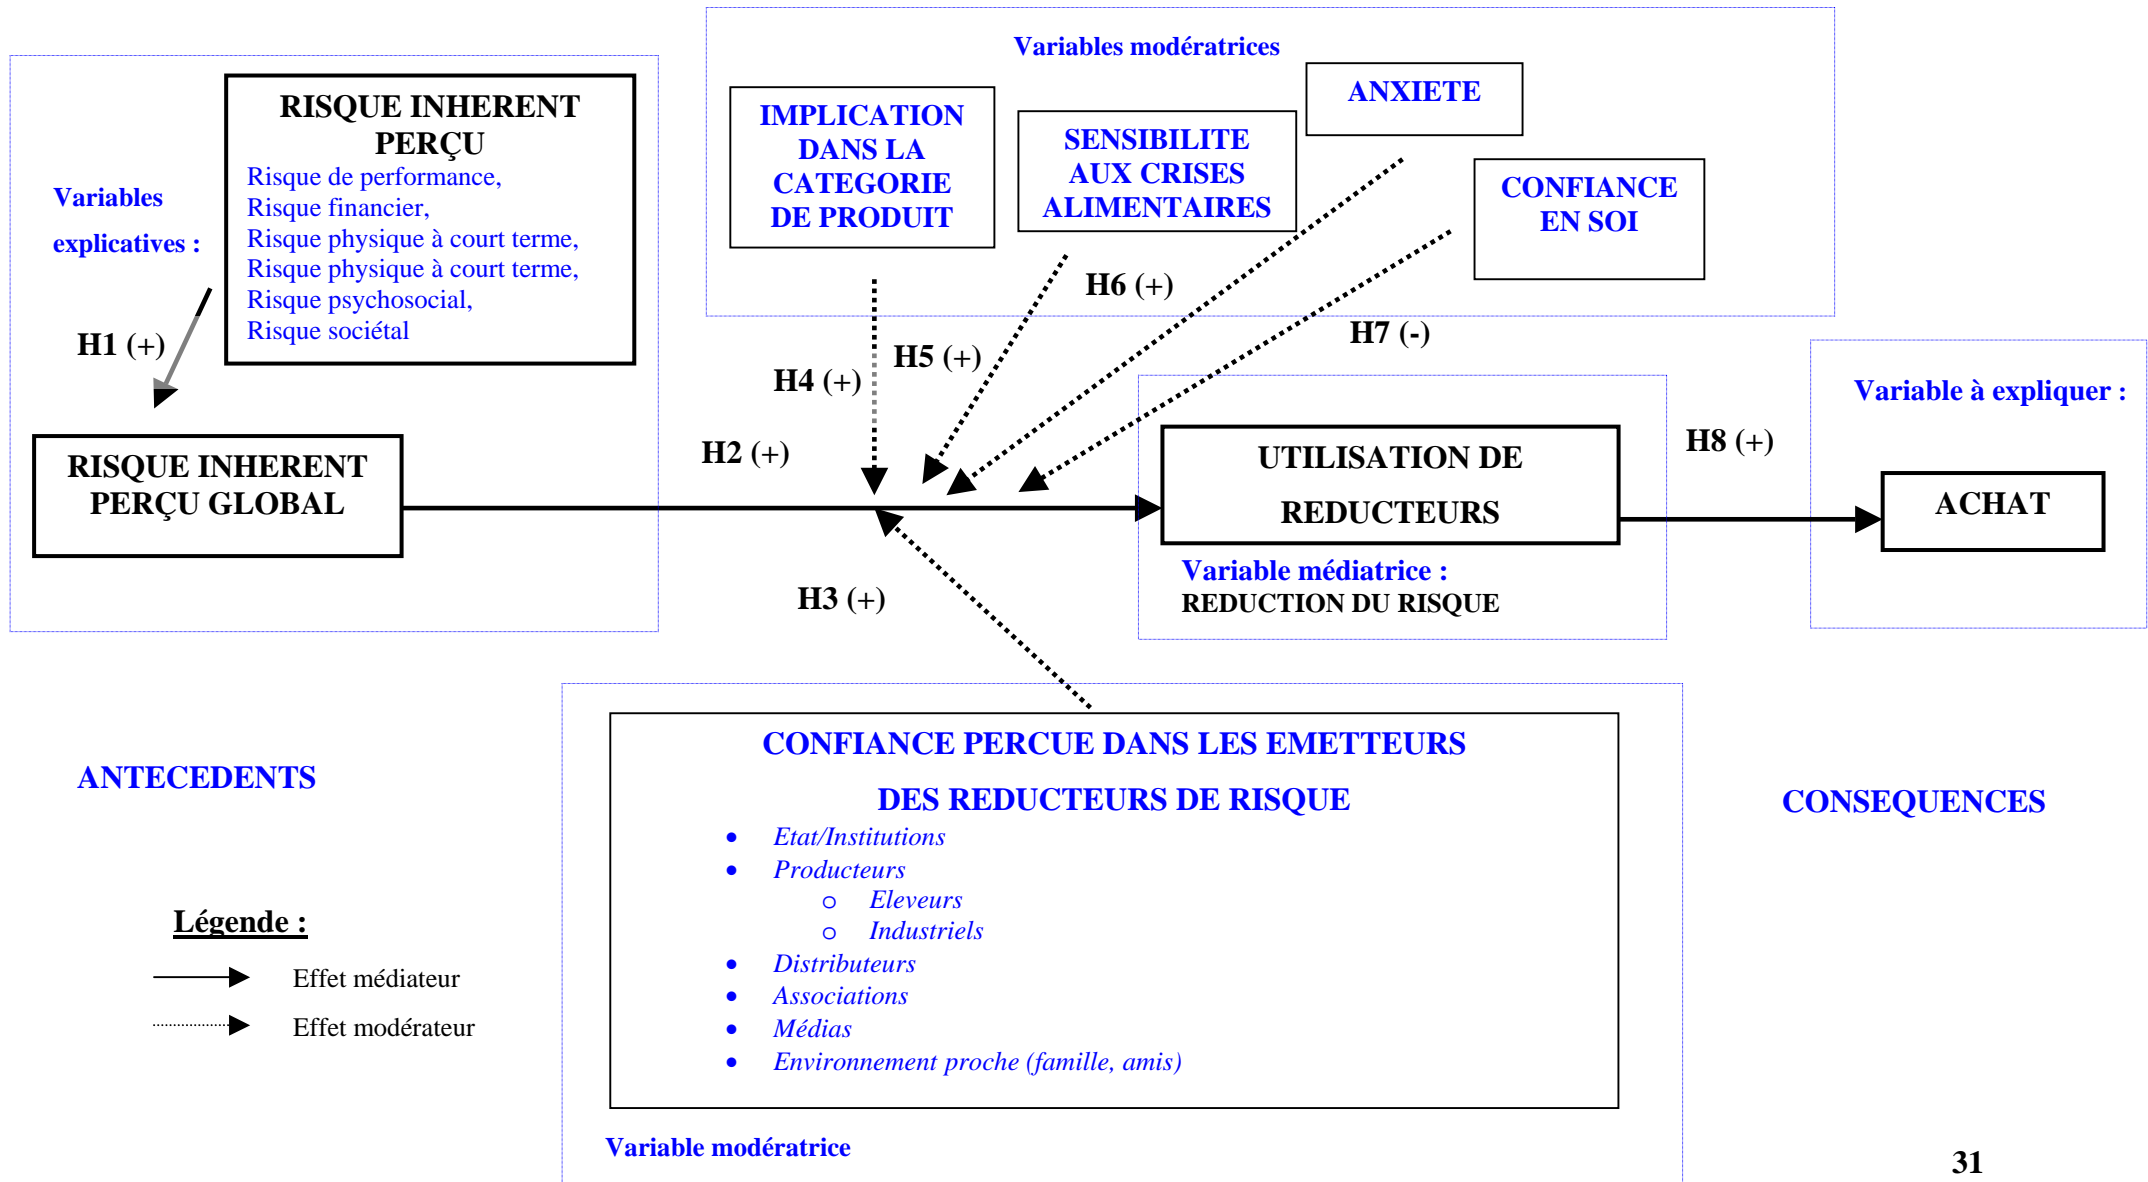 Variables modératrices
RISQUE INHERENT
PERÇU
Risque de performance,
Risque financier,
Risque physique à court terme,
Risque physique à court terme,
Risque psychosocial,
Risque sociétal
Variables
explicatives :
IMPLICATION
DANS LA
CATEGORIE
DE PRODUIT
SENSIBILITE
AUX CRISES
ALIMENTAIRES
ANXIETE
CONFIANCE
EN SOI
H1 (+)
H4 (+)
H5 (+)
H6 (+)
H7 (-)
Variable à expliquer :
RISQUE INHERENT
PERÇU GLOBAL
H2 (+)
UTILISATION DE
REDUCTEURS
H8 (+)
ACHAT
Variable médiatrice :
REDUCTION DU RISQUE
H3 (+)
ANTECEDENTS
CONFIANCE PERCUE DANS LES EMETTEURS
DES REDUCTEURS DE RISQUE
• Etat/Institutions
• Producteurs
o Eleveurs
o Industriels
• Distributeurs
• Associations
• Médias
• Environnement proche (famille, amis)
CONSEQUENCES
Légende :
Effet médiateur
Effet modérateur
Variable modératrice
31